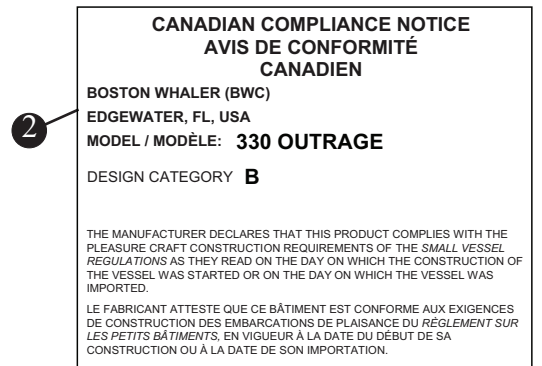 CANADIAN COMPLIANCE NOTICE
AVIS DE CONFORMITÉ
CANADIEN
BOSTON WHALER (BWC)
EDGEWATER, FL, USA
2
MODEL / MODÈLE: 330 OUTRAGE
DESIGN CATEGORY B
THE MANUFACTURER DECLARES THAT THIS PRODUCT COMPLIES WITH THE
PLEASURE CRAFT CONSTRUCTION REQUIREMENTS OF THE SMALL VESSEL
REGULATIONS AS THEY READ ON THE DAY ON WHICH THE CONSTRUCTION OF
THE VESSEL WAS STARTED OR ON THE DAY ON WHICH THE VESSEL WAS
IMPORTED.
LE FABRICANT ATTESTE QUE CE BÂTIMENT EST CONFORME AUX EXIGENCES
DE CONSTRUCTION DES EMBARCATIONS DE PLAISANCE DU RÈGLEMENT SUR
LES PETITS BÂTIMENTS, EN VIGUEUR À LA DATE DU DÉBUT DE SA
CONSTRUCTION OU À LA DATE DE SON IMPORTATION.